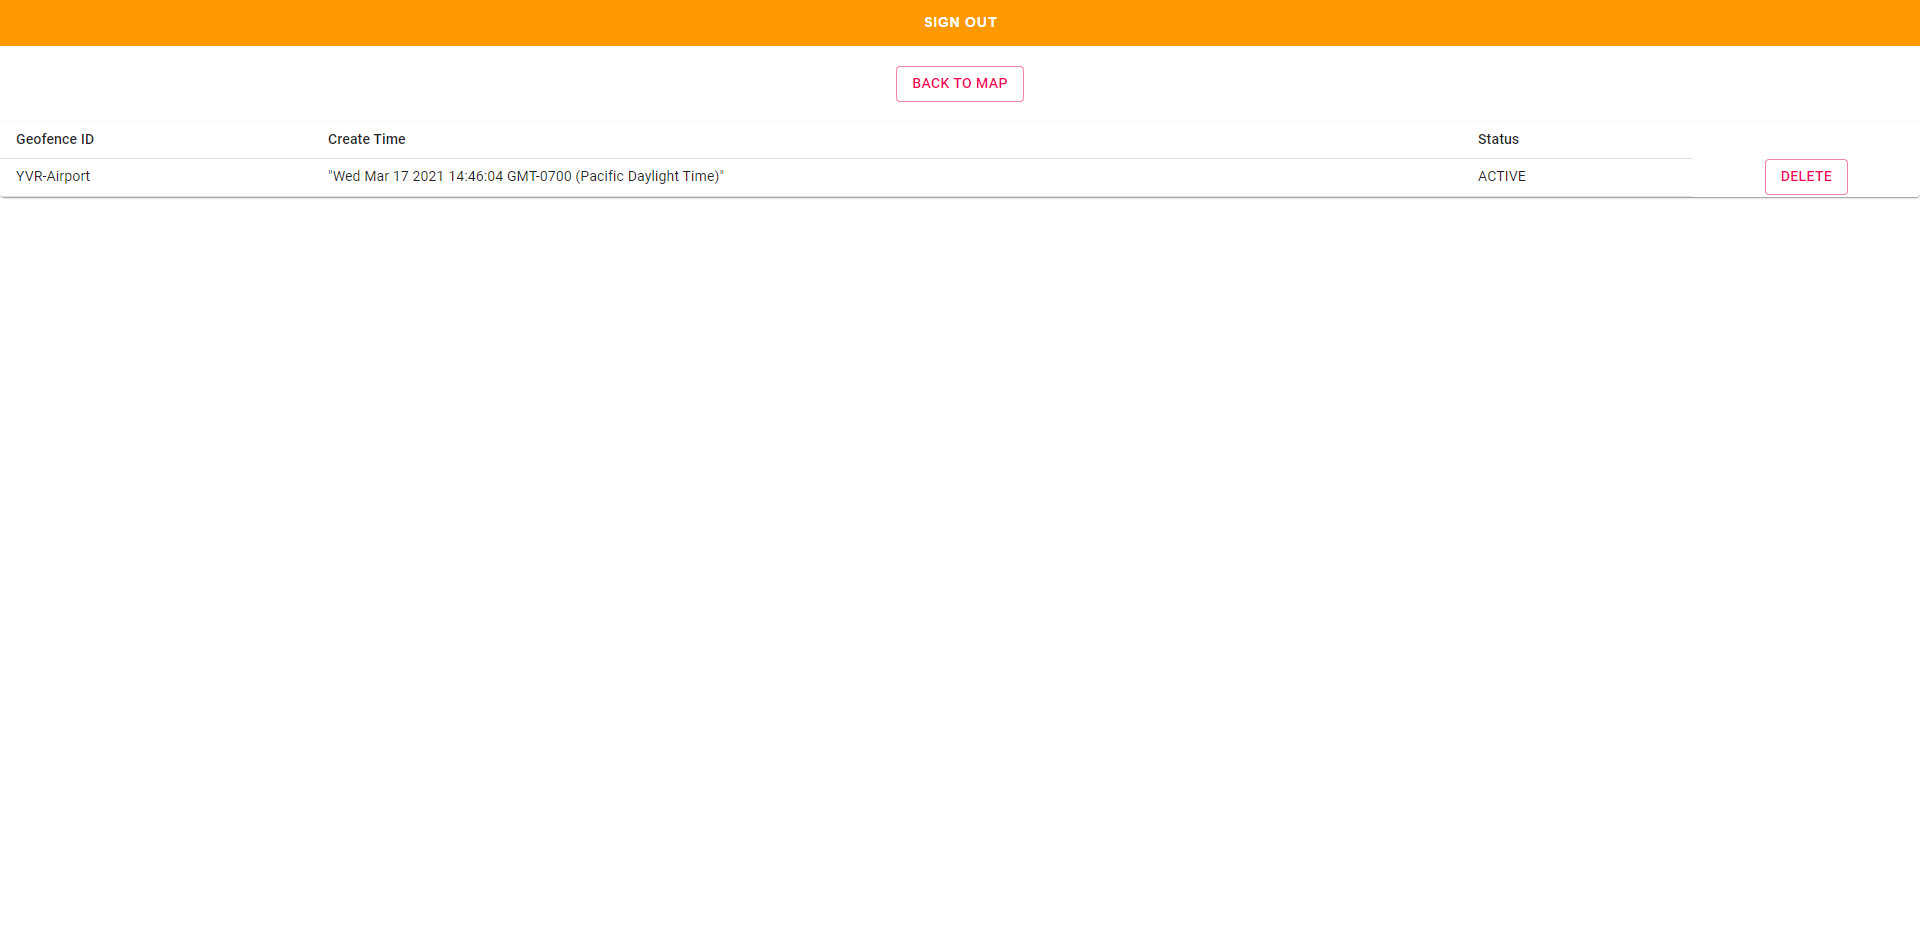 SIGN OUT
BACK TO MAP
Geofence ID Create Time Status
YVR-Airport "Wed Mar 17 2021 14:46:04 GMT-0700 (Pacific Daylight Time)" ACTIVE DELETE